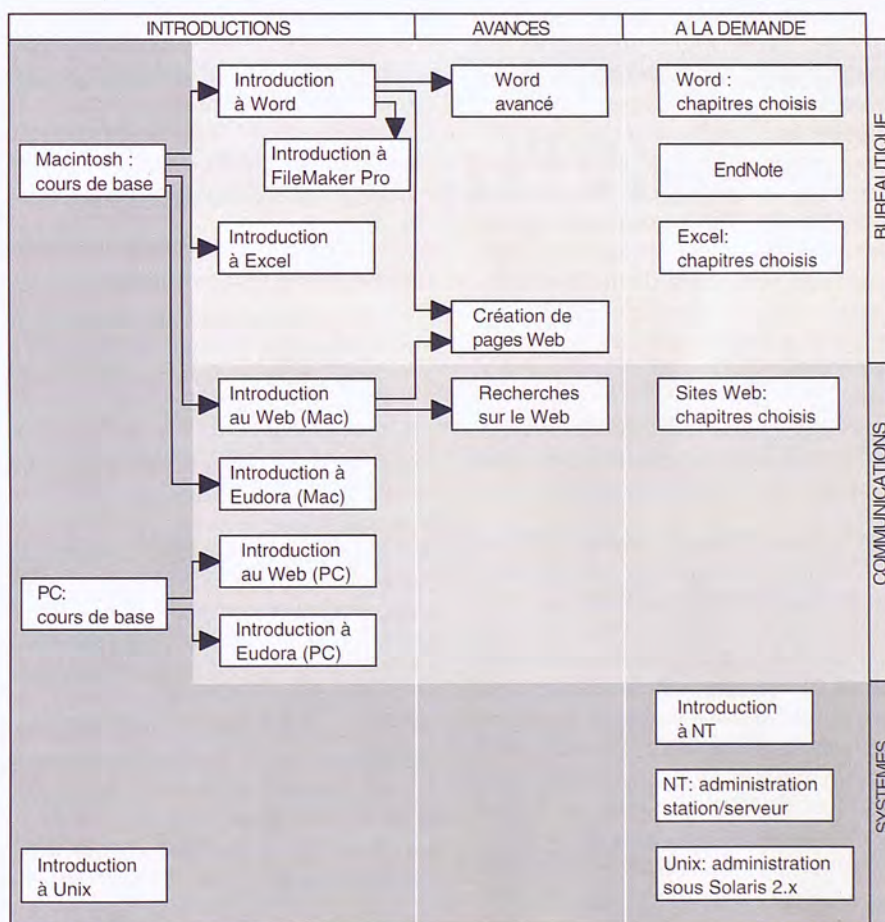 INTRODUCTIONS
AVANCES
A LA DEMANDE
Introduction
à Word
Word
avancé
Word :
chapitres choisis
Macintosh :
cours de base
Introduction à
FileMaker Pro
EndNote
Introduction
à Excel
Excel:
chapitres choisis
BUREAUTIQUE
Création de
pages Web
Introduction
au Web (Mac)
Recherches
sur le Web
Sites Web:
chapitres choisis
Introduction à
Eudora (Mac)
COMMUNICATIONS
Introduction
au Web (PC)
PC:
cours de base
Introduction à
Eudora (PC)
Introduction
à NT
NT: administration
station/serveur
SYSTEMES
Introduction
à Unix
Unix: administration
sous Solaris 2.x